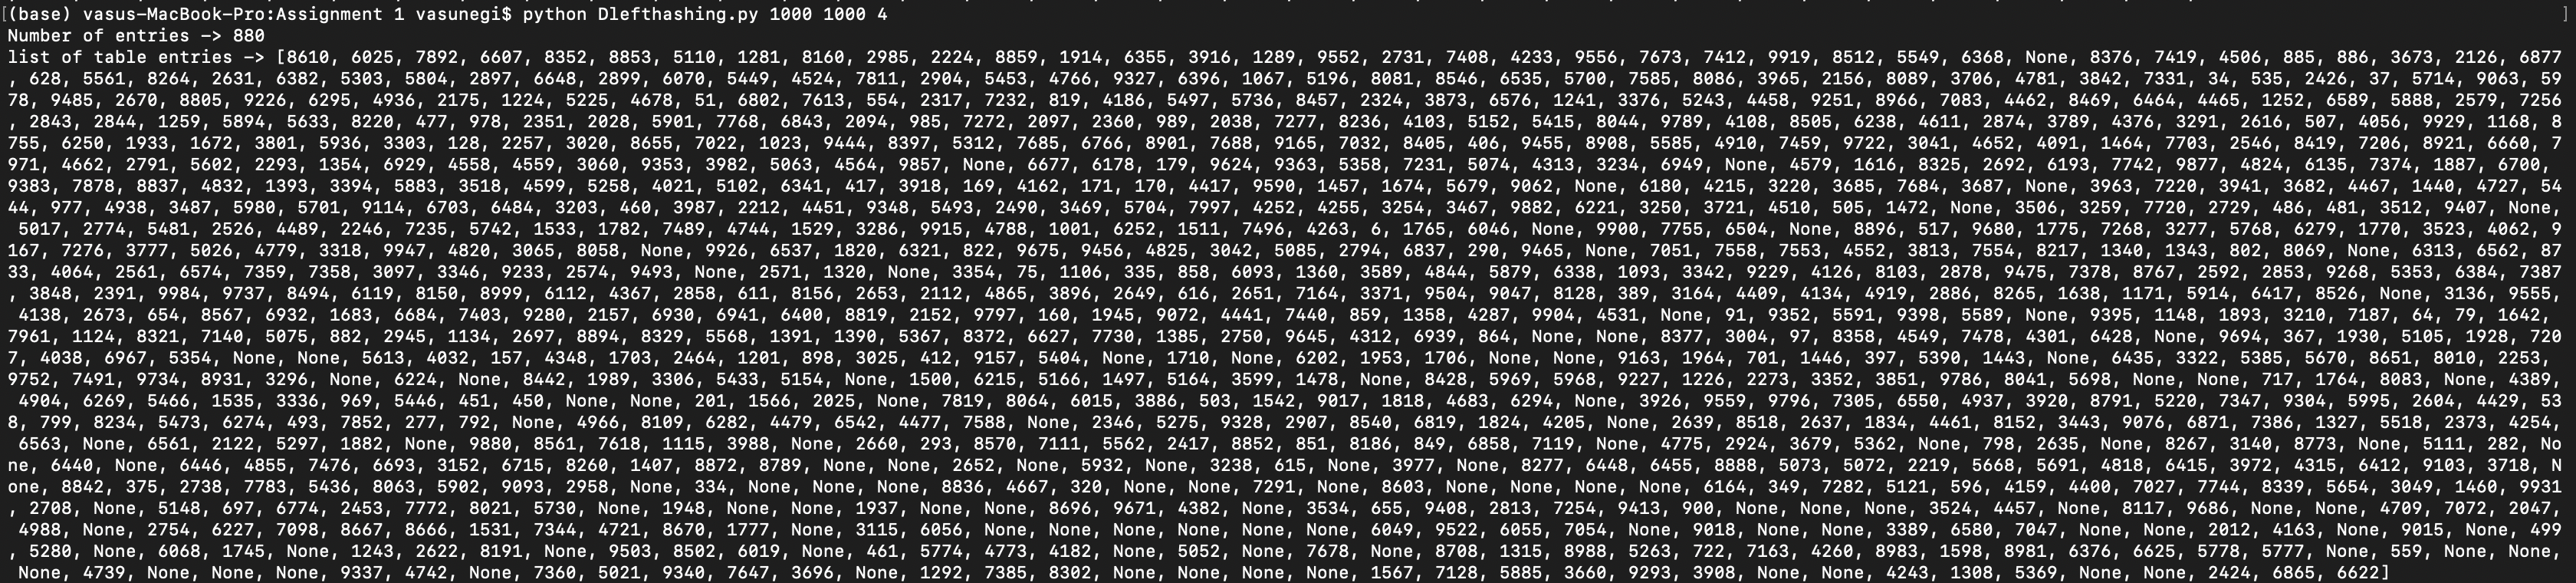 [(base) vasus-MacBook-Pro:Assignment 1 vasunegi$ python Dlefthashing.py 1000 1000 4 ]
Number of entries -> 880
list of table entries -> [8610, 6025, 7892, 6607, 8352, 8853, 5110, 1281, 8160, 2985, 2224, 8859, 1914, 6355, 3916, 1289, 9552, 2731, 7408, 4233, 9556, 7673, 7412, 9919, 8512, 5549, 6368, None, 8376, 7419, 4506, 885, 886, 3673, 2126, 6877
, 628, 5561, 8264, 2631, 6382, 5303, 5804, 2897, 6648, 2899, 6070, 5449, 4524, 7811, 2904, 5453, 4766, 9327, 6396, 1067, 5196, 8081, 8546, 6535, 5700, 7585, 8086, 3965, 2156, 8089, 3706, 4781, 3842, 7331, 34, 535, 2426, 37, 5714, 9063, 59
78, 9485, 2670, 8805, 9226, 6295, 4936, 2175, 1224, 5225, 4678, 51, 6802, 7613, 554, 2317, 7232, 819, 4186, 5497, 5736, 8457, 2324, 3873, 6576, 1241, 3376, 5243, 4458, 9251, 8966, 7083, 4462, 8469, 6464, 4465, 1252, 6589, 5888, 2579, 7256
, 2843, 2844, 1259, 5894, 5633, 8220, 477, 978, 2351, 2028, 5901, 7768, 6843, 2094, 985, 7272, 2097, 2360, 989, 2038, 7277, 8236, 4103, 5152, 5415, 8044, 9789, 4108, 8505, 6238, 4611, 2874, 3789, 4376, 3291, 2616, 507, 4056, 9929, 1168, 8
755, 6250, 1933, 1672, 3801, 5936, 3303, 128, 2257, 3020, 8655, 7022, 1023, 9444, 8397, 5312, 7685, 6766, 8901, 7688, 9165, 7032, 8405, 406, 9455, 8908, 5585, 4910, 7459, 9722, 3041, 4652, 4091, 1464, 7703, 2546, 8419, 7206, 8921, 6660, 7
971, 4662, 2791, 5602, 2293, 1354, 6929, 4558, 4559, 3060, 9353, 3982, 5063, 4564, 9857, None, 6677, 6178, 179, 9624, 9363, 5358, 7231, 5074, 4313, 3234, 6949, None, 4579, 1616, 8325, 2692, 6193, 7742, 9877, 4824, 6135, 7374, 1887, 6700,
9383, 7878, 8837, 4832, 1393, 3394, 5883, 3518, 4599, 5258, 4021, 5102, 6341, 417, 3918, 169, 4162, 171, 170, 4417, 9590, 1457, 1674, 5679, 9062, None, 6180, 4215, 3220, 3685, 7684, 3687, None, 3963, 7220, 3941, 3682, 4467, 1440, 4727, 54
44, 977, 4938, 3487, 5980, 5701, 9114, 6703, 6484, 3203, 460, 3987, 2212, 4451, 9348, 5493, 2490, 3469, 5704, 7997, 4252, 4255, 3254, 3467, 9882, 6221, 3250, 3721, 4510, 505, 1472, None, 3506, 3259, 7720, 2729, 486, 481, 3512, 9407, None,
5017, 2774, 5481, 2526, 4489, 2246, 7235, 5742, 1533, 1782, 7489, 4744, 1529, 3286, 9915, 4788, 1001, 6252, 1511, 7496, 4263, 6, 1765, 6046, None, 9900, 7755, 6504, None, 8896, 517, 9680, 1775, 7268, 3277, 5768, 6279, 1770, 3523, 4062, 9
167, 7276, 3777, 5026, 4779, 3318, 9947, 4820, 3065, 8058, None, 9926, 6537, 1820, 6321, 822, 9675, 9456, 4825, 3042, 5085, 2794, 6837, 290, 9465, None, 7051, 7558, 7553, 4552, 3813, 7554, 8217, 1340, 1343, 802, 8069, None, 6313, 6562, 87
33, 4064, 2561, 6574, 7359, 7358, 3097, 3346, 9233, 2574, 9493, None, 2571, 1320, None, 3354, 75, 1106, 335, 858, 6093, 1360, 3589, 4844, 5879, 6338, 1093, 3342, 9229, 4126, 8103, 2878, 9475, 7378, 8767, 2592, 2853, 9268, 5353, 6384, 7387
, 3848, 2391, 9984, 9737, 8494, 6119, 8150, 8999, 6112, 4367, 2858, 611, 8156, 2653, 2112, 4865, 3896, 2649, 616, 2651, 7164, 3371, 9504, 9047, 8128, 389, 3164, 4409, 4134, 4919, 2886, 8265, 1638, 1171, 5914, 6417, 8526, None, 3136, 9555,
4138, 2673, 654, 8567, 6932, 1683, 6684, 7403, 9280, 2157, 6930, 6941, 6400, 8819, 2152, 9797, 160, 1945, 9072, 4441, 7440, 859, 1358, 4287, 9904, 4531, None, 91, 9352, 5591, 9398, 5589, None, 9395, 1148, 1893, 3210, 7187, 64, 79, 1642,
7961, 1124, 8321, 7140, 5075, 882, 2945, 1134, 2697, 8894, 8329, 5568, 1391, 1390, 5367, 8372, 6627, 7730, 1385, 2750, 9645, 4312, 6939, 864, None, None, 8377, 3004, 97, 8358, 4549, 7478, 4301, 6428, None, 9694, 367, 1930, 5105, 1928, 720
7, 4038, 6967, 5354, None, None, 5613, 4032, 157, 4348, 1703, 2464, 1201, 898, 3025, 412, 9157, 5404, None, 1710, None, 6202, 1953, 1706, None, None, 9163, 1964, 701, 1446, 397, 5390, 1443, None, 6435, 3322, 5385, 5670, 8651, 8010, 2253,
9752, 7491, 9734, 8931, 3296, None, 6224, None, 8442, 1989, 3306, 5433, 5154, None, 1500, 6215, 5166, 1497, 5164, 3599, 1478, None, 8428, 5969, 5968, 9227, 1226, 2273, 3352, 3851, 9786, 8041, 5698, None, None, 717, 1764, 8083, None, 4389,
4904, 6269, 5466, 1535, 3336, 969, 5446, 451, 450, None, None, 201, 1566, 2025, None, 7819, 8064, 6015, 3886, 503, 1542, 9017, 1818, 4683, 6294, None, 3926, 9559, 9796, 7305, 6550, 4937, 3920, 8791, 5220, 7347, 9304, 5995, 2604, 4429, 53
8, 799, 8234, 5473, 6274, 493, 7852, 277, 792, None, 4966, 8109, 6282, 4479, 6542, 4477, 7588, None, 2346, 5275, 9328, 2907, 8540, 6819, 1824, 4205, None, 2639, 8518, 2637, 1834, 4461, 8152, 3443, 9076, 6871, 7386, 1327, 5518, 2373, 4254,
6563, None, 6561, 2122, 5297, 1882, None, 9880, 8561, 7618, 1115, 3988, None, 2660, 293, 8570, 7111, 5562, 2417, 8852, 851, 8186, 849, 6858, 7119, None, 4775, 2924, 3679, 5362, None, 798, 2635, None, 8267, 3140, 8773, None, 5111, 282, No
ne, 6440, None, 6446, 4855, 7476, 6693, 3152, 6715, 8260, 1407, 8872, 8789, None, None, 2652, None, 5932, None, 3238, 615, None, 3977, None, 8277, 6448, 6455, 8888, 5073, 5072, 2219, 5668, 5691, 4818, 6415, 3972, 4315, 6412, 9103, 3718, N
one, 8842, 375, 2738, 7783, 5436, 8063, 5902, 9093, 2958, None, 334, None, None, None, 8836, 4667, 320, None, None, 7291, None, 8603, None, None, None, None, 6164, 349, 7282, 5121, 596, 4159, 4400, 7027, 7744, 8339, 5654, 3049, 1460, 9931
, 2708, None, 5148, 697, 6774, 2453, 7772, 8021, 5730, None, 1948, None, None, 1937, None, None, 8696, 9671, 4382, None, 3534, 655, 9408, 2813, 7254, 9413, 900, None, None, None, 3524, 4457, None, 8117, 9686, None, None, 4709, 7072, 2047,
4988, None, 2754, 6227, 7098, 8667, 8666, 1531, 7344, 4721, 8670, 1777, None, 3115, 6056, None, None, None, None, None, None, 6049, 9522, 6055, 7054, None, 9018, None, None, 3389, 6580, 7047, None, None, 2012, 4163, None, 9015, None, 499
, 5280, None, 6068, 1745, None, 1243, 2622, 8191, None, 9503, 8502, 6019, None, 461, 5774, 4773, 4182, None, 5052, None, 7678, None, 8708, 1315, 8988, 5263, 722, 7163, 4260, 8983, 1598, 8981, 6376, 6625, 5778, 5777, None, 559, None, None,
None, 4739, None, None, None, 9337, 4742, None, 7360, 5021, 9340, 7647, 3696, None, 1292, 7385, 8302, None, None, None, None, 1567, 7128, 5885, 3660, 9293, 3908, None, None, 4243, 1308, 5369, None, None, 2424, 6865, 6622]